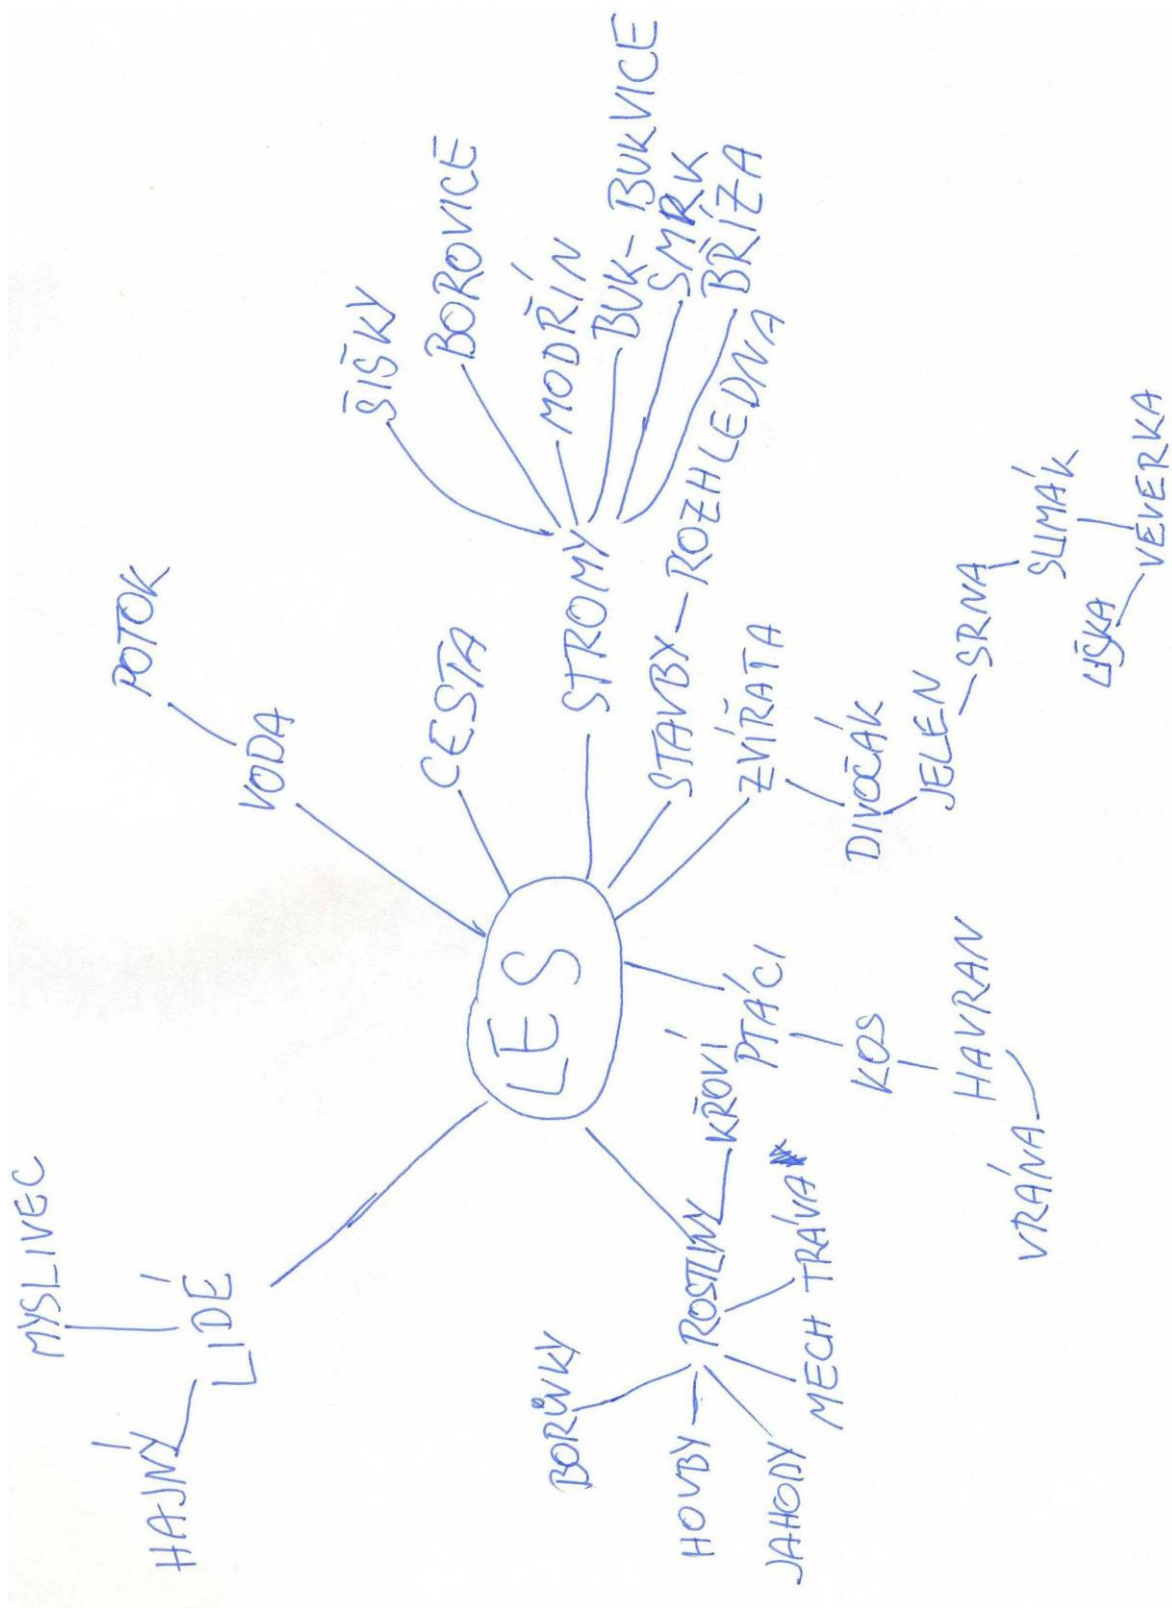 HAJNÝ
MYSLIVEC
LIDÉ
VODA
POTOK
CESTA
ŠIŠKY
BOROVICE
MODŘÍN
BUK - BUKVICE
SMRK
BŘÍZA
STROMY
LES
STAVBY - ROZHLEDNA
ZVÍŘATA
DIVOČÁK
JELEN
SRNA
SLIMÁK
LIŠKA
VEVERKA
PTÁCI
KOS
HAVRAN
VRÁNA
ROSTLINY
KŘOVÍ
BORŮVKY
HOUBY
JAHODY
MECH
TRÁVA